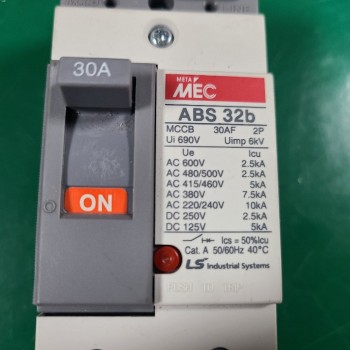 30A
META
MEC
ABS 32b
MCCB 30AF 2P
Ui 690V Uimp 6kV
Ue Icu
AC 600V 2.5kA
AC 480/500V 2.5kA
AC 415/460V 5kA
AC 380V 7.5kA
AC 220/240V 10kA
DC 250V 2.5kA
DC 125V 5kA
Ics = 50%Icu
Cat. A 50/60Hz 40°C
LS Industrial Systems
ON